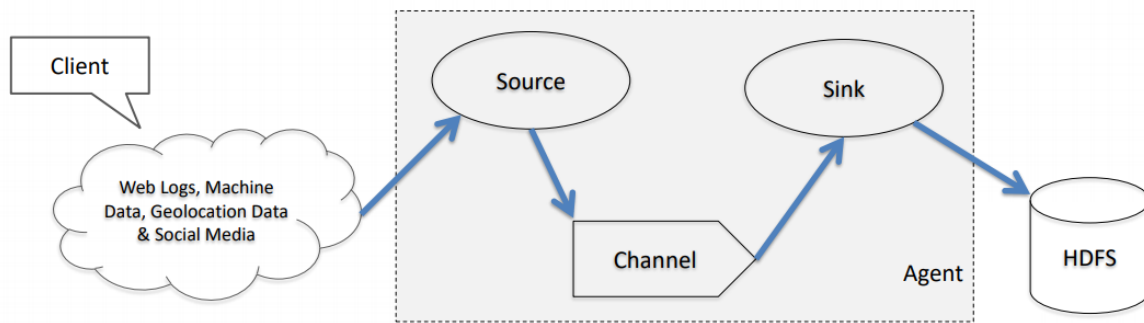 Client
Web Logs, Machine
Data, Geolocation Data
& Social Media
Source
Channel
Sink
Agent
HDFS